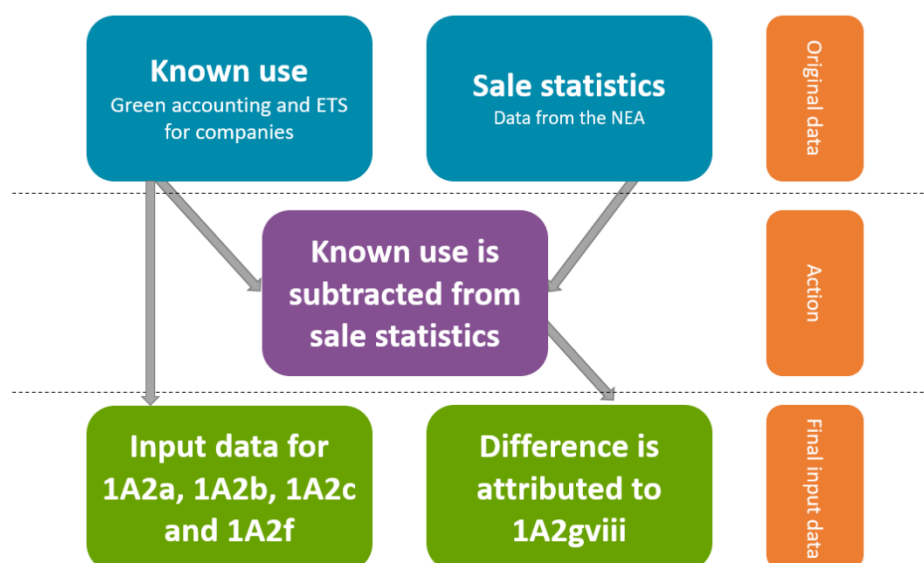 Known use
Green accounting and ETS
for companies
Sale statistics
Data from the NEA
Original data
Known use is
subtracted from
sale statistics
Action
Input data for
1A2a, 1A2b, 1A2c
and 1A2f
Difference is
attributed to
1A2gviii
Final input data